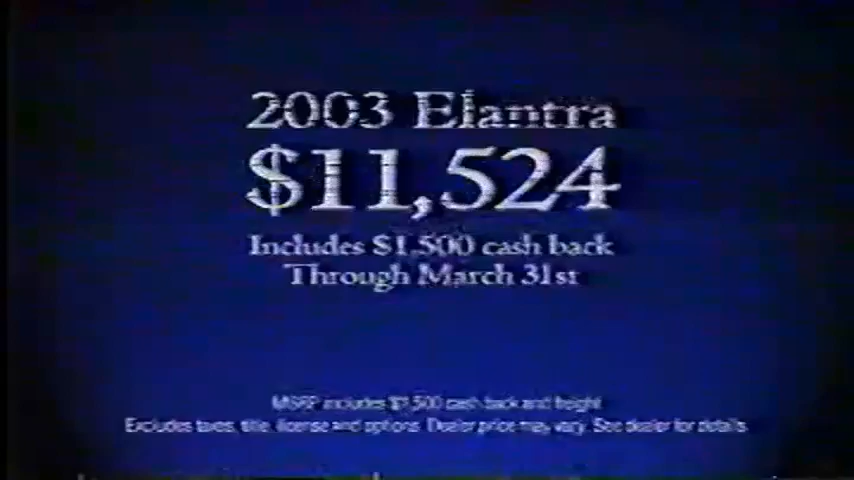 2003 Elantra
$11,524
Includes $1,500 cash back
Through March 31st
MSRP includes $1,500 cash back and freight
Excludes taxes, title, license and options. Dealer price may vary. See dealer for details.